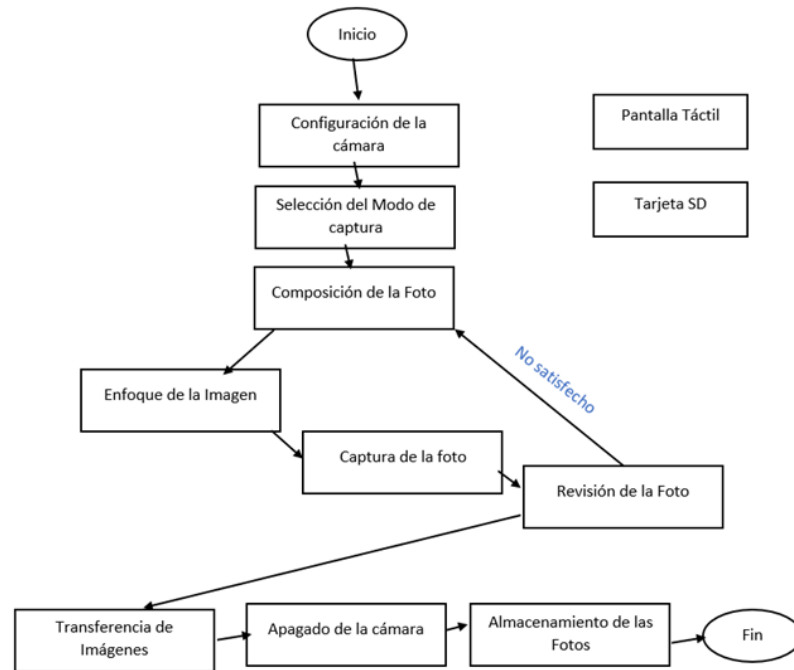 Inicio
Configuración de la
cámara
Pantalla Táctil
Selección del Modo de
captura
Tarjeta SD
Composición de la Foto
No satisfecho
Enfoque de la Imagen
Captura de la foto
Revisión de la Foto
Transferencia de
Imágenes
Apagado de la cámara
Almacenamiento de las
Fotos
Fin